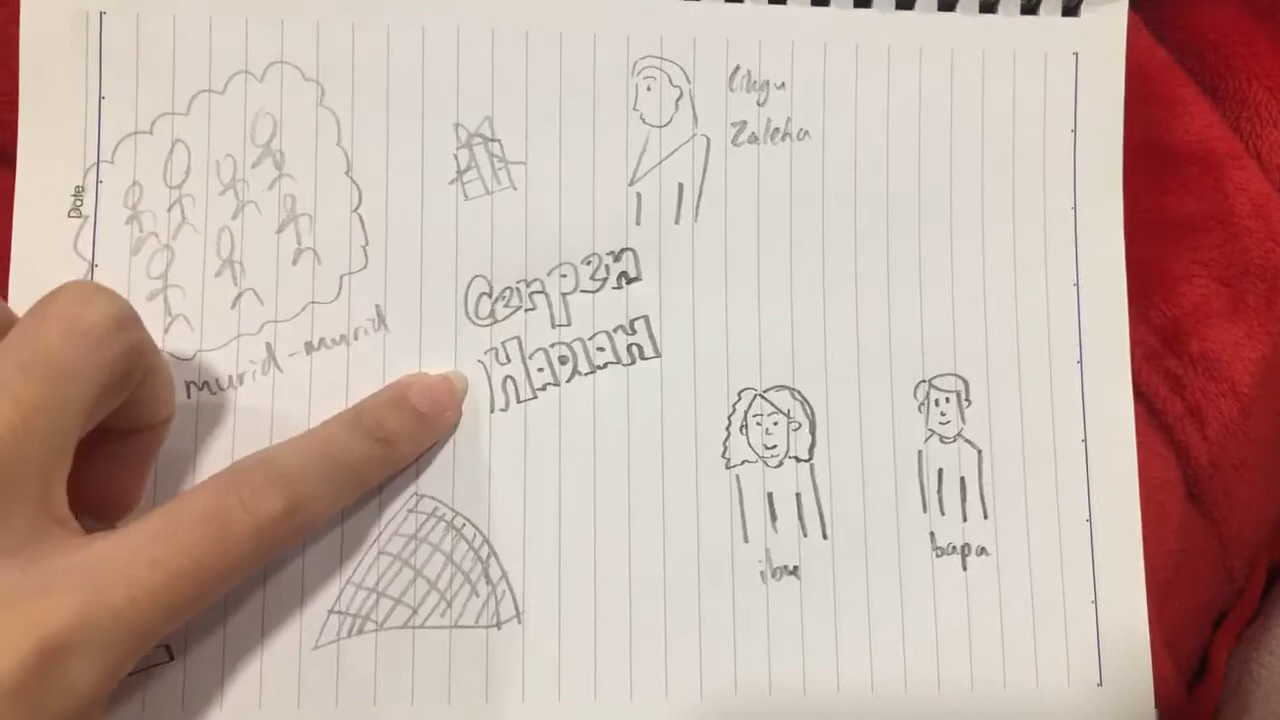 Date
Cikgu
Zaleha
Cerpen
HADIAH
murid-murid
ibu
bapa